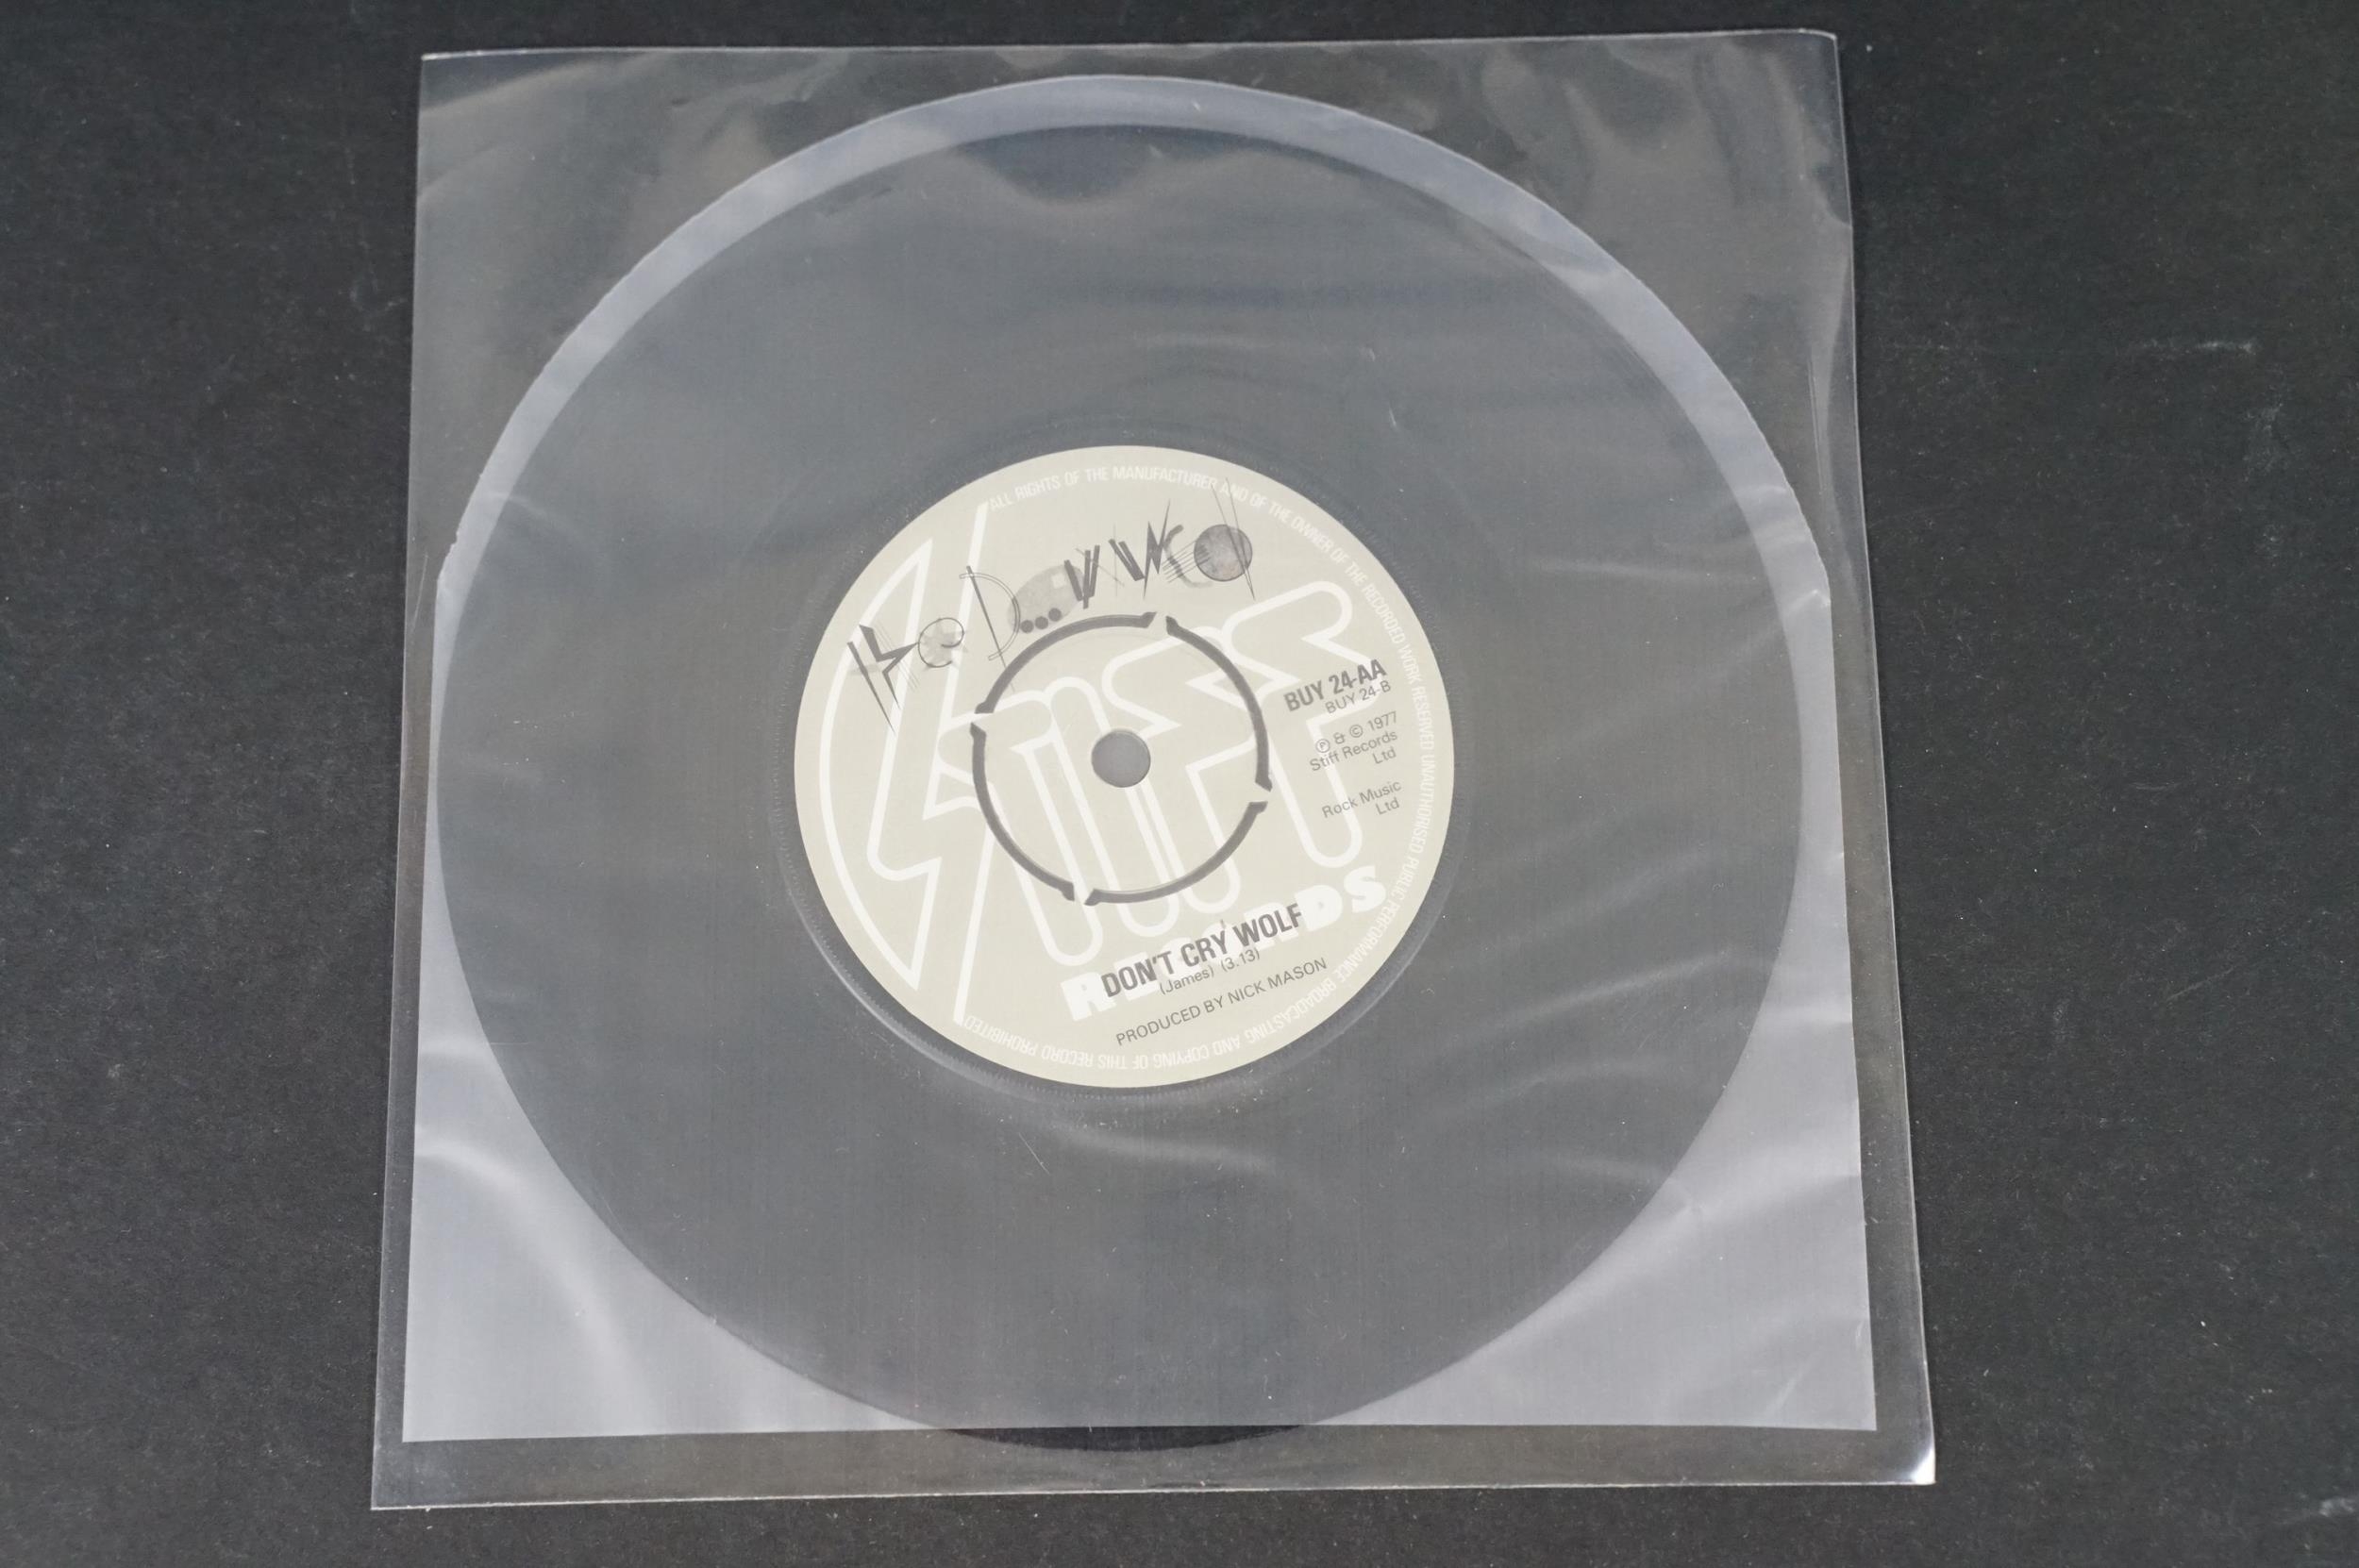 ALL RIGHTS OF THE MANUFACTURER AND OF THE OWNER OF THE RECORDED WORK RESERVED UNAUTHORISED PUBLIC PERFORMANCE BROADCASTING AND COPYING OF THIS RECORD PROHIBITED
The Damned
STIFF
RECORDS
BUY 24-AA
BUY 24-B
℗ & © 1977
Stiff Records
Ltd
Rock Music
Ltd
DON'T CRY WOLF
(James) (3.13)
PRODUCED BY NICK MASON